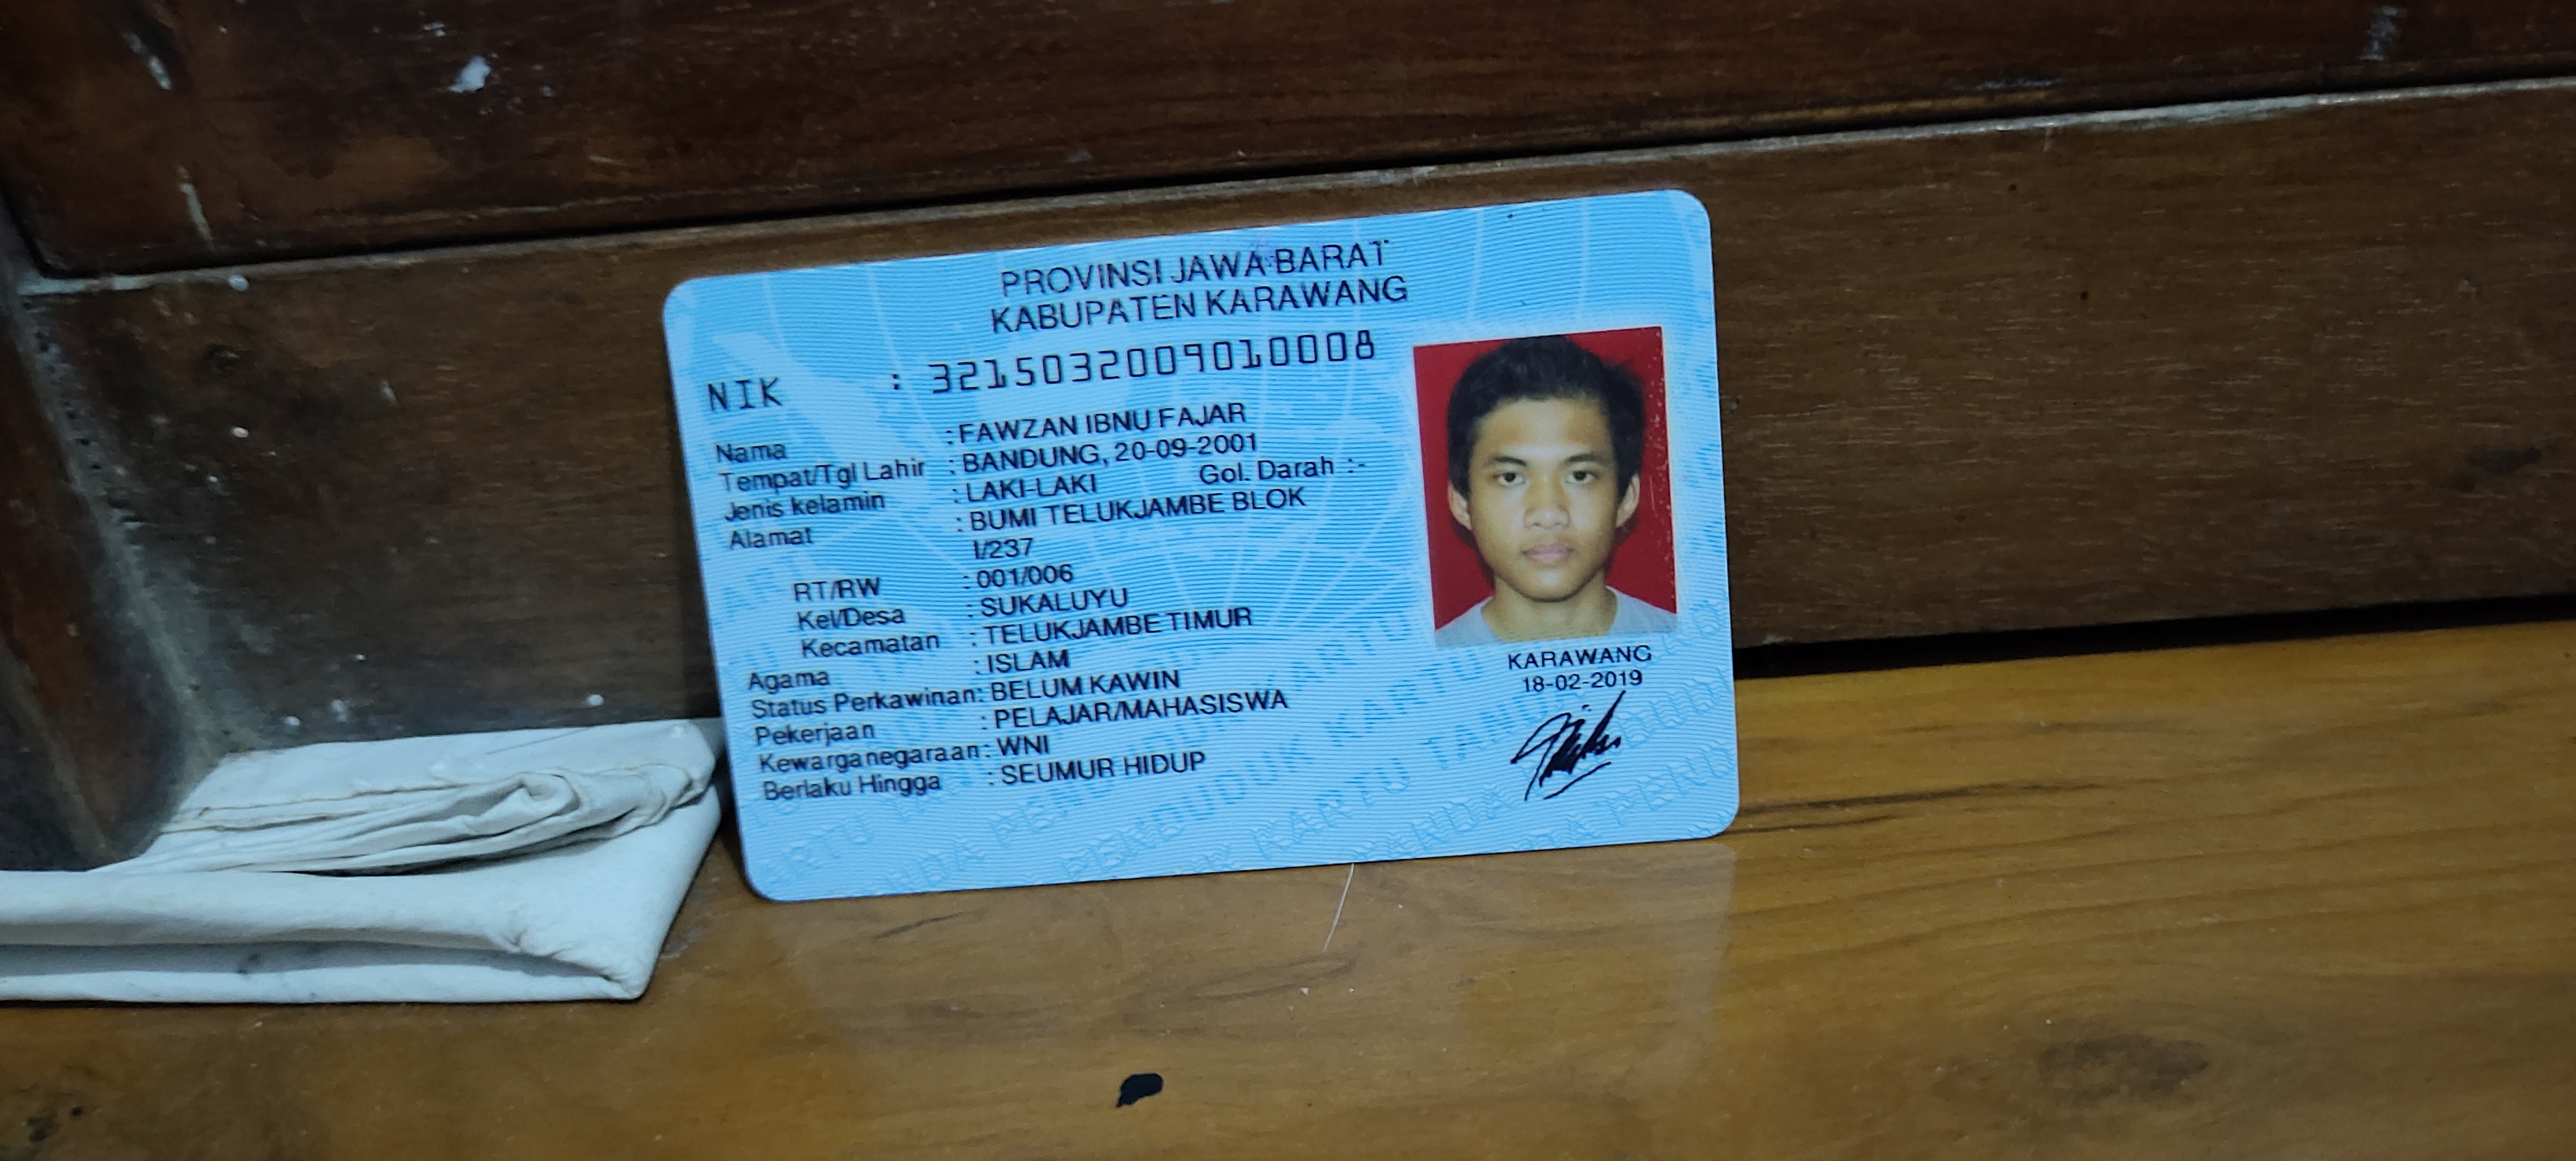 PROVINSI JAWA BARAT
KABUPATEN KARAWANG
NIK : 3215032009010008
Nama : FAWZAN IBNU FAJAR
Tempat/Tgl Lahir : BANDUNG, 20-09-2001
Jenis kelamin : LAKI-LAKI Gol. Darah :-
Alamat : BUMI TELUKJAMBE BLOK
I/237
RT/RW : 001/006
Kel/Desa : SUKALUYU
Kecamatan : TELUKJAMBE TIMUR
Agama : ISLAM
Status Perkawinan: BELUM KAWIN
Pekerjaan : PELAJAR/MAHASISWA
Kewarganegaraan: WNI
Berlaku Hingga : SEUMUR HIDUP
KARAWANG
18-02-2019